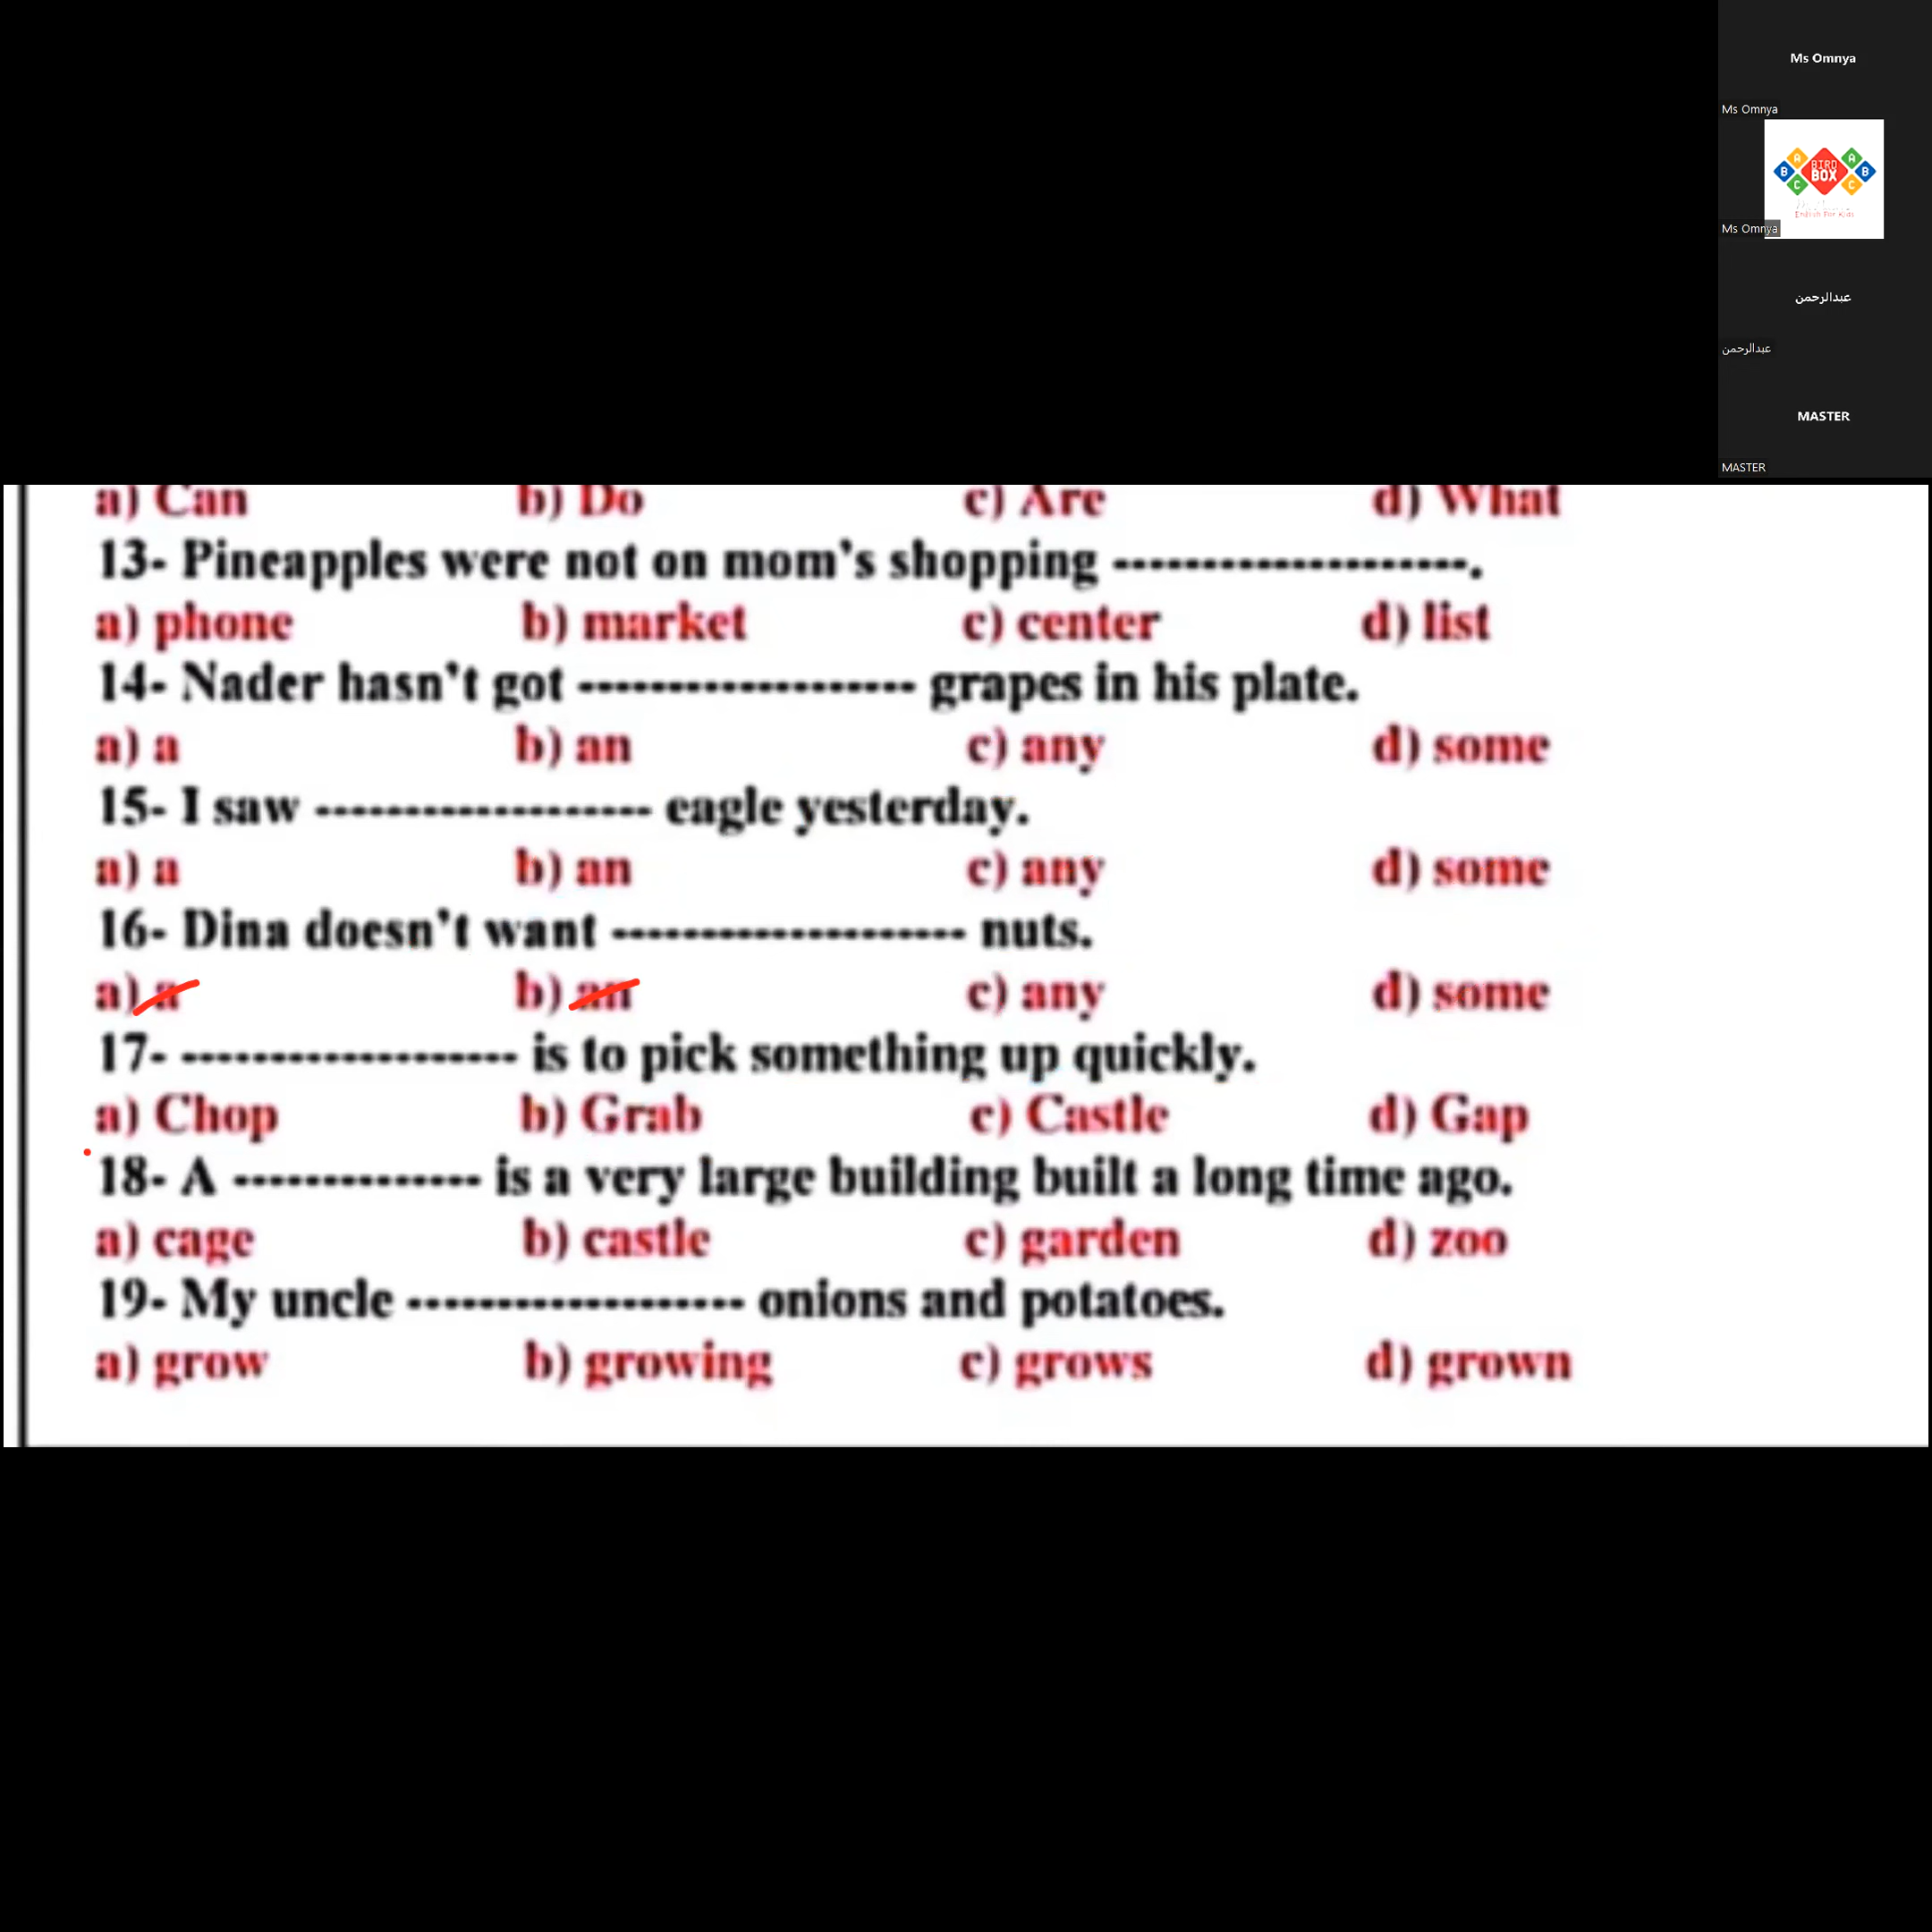 Ms Omnya
Ms Omnya
A
A
B
BIRD
BOX
B
C
C
English For Kids
Ms Omnya
عبدالرحمن
عبدالرحمن
MASTER
MASTER
a) Can b) Do c) Are d) What
13- Pineapples were not on mom’s shopping --------------------.
a) phone b) market c) center d) list
14- Nader hasn’t got ------------------- grapes in his plate.
a) a b) an c) any d) some
15- I saw ------------------- eagle yesterday.
a) a b) an c) any d) some
16- Dina doesn’t want -------------------- nuts.
a) a b) an c) any d) some
17- ------------------- is to pick something up quickly.
a) Chop b) Grab c) Castle d) Gap
18- A -------------- is a very large building built a long time ago.
a) cage b) castle c) garden d) zoo
19- My uncle ------------------- onions and potatoes.
a) grow b) growing c) grows d) grown